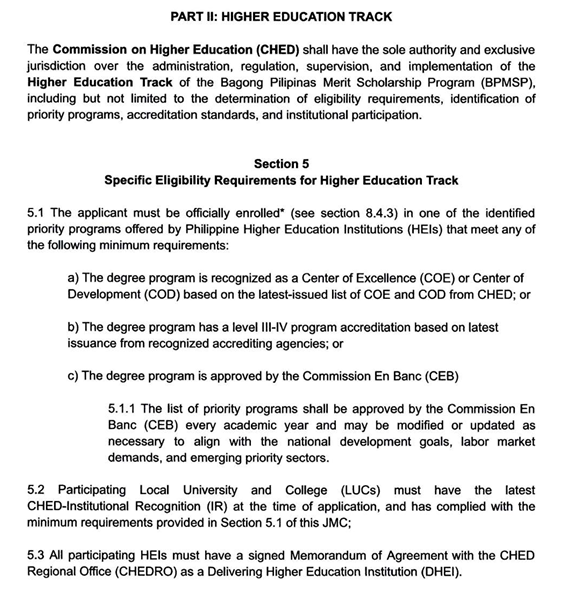 PART II: HIGHER EDUCATION TRACK
The Commission on Higher Education (CHED) shall have the sole authority and exclusive
jurisdiction over the administration, regulation, supervision, and implementation of the
Higher Education Track of the Bagong Pilipinas Merit Scholarship Program (BPMSP),
including but not limited to the determination of eligibility requirements, identification of
priority programs, accreditation standards, and institutional participation.
Section 5
Specific Eligibility Requirements for Higher Education Track
5.1 The applicant must be officially enrolled* (see section 8.4.3) in one of the identified
priority programs offered by Philippine Higher Education Institutions (HEIs) that meet any of
the following minimum requirements:
a) The degree program is recognized as a Center of Excellence (COE) or Center of
Development (COD) based on the latest-issued list of COE and COD from CHED; or
b) The degree program has a level III-IV program accreditation based on latest
issuance from recognized accrediting agencies; or
c) The degree program is approved by the Commission En Banc (CEB)
5.1.1 The list of priority programs shall be approved by the Commission En
Banc (CEB) every academic year and may be modified or updated as
necessary to align with the national development goals, labor market
demands, and emerging priority sectors.
5.2 Participating Local University and College (LUCs) must have the latest
CHED-Institutional Recognition (IR) at the time of application, and has complied with the
minimum requirements provided in Section 5.1 of this JMC;
5.3 All participating HEIs must have a signed Memorandum of Agreement with the CHED
Regional Office (CHEDRO) as a Delivering Higher Education Institution (DHEI).